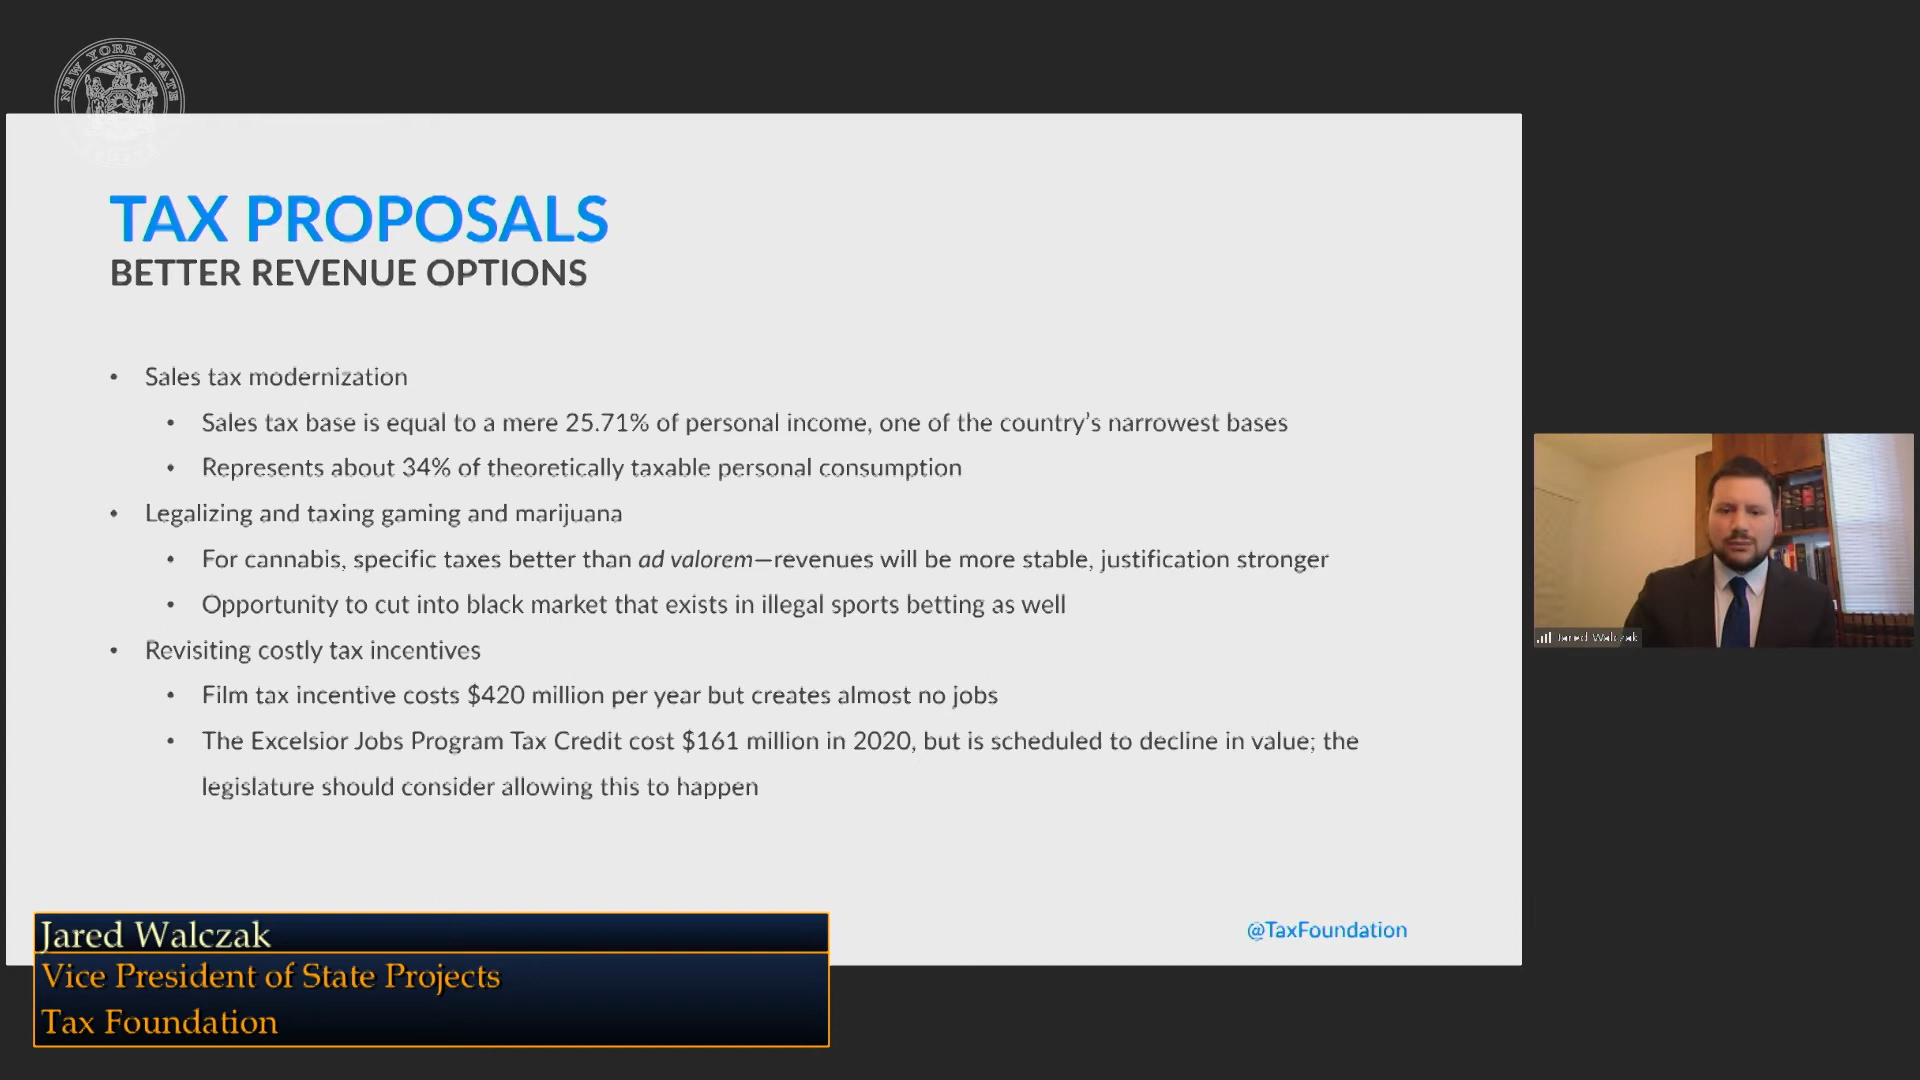 NEW YORK STATE
TAX PROPOSALS
BETTER REVENUE OPTIONS
• Sales tax modernization
• Sales tax base is equal to a mere 25.71% of personal income, one of the country’s narrowest bases
• Represents about 34% of theoretically taxable personal consumption
• Legalizing and taxing gaming and marijuana
• For cannabis, specific taxes better than ad valorem—revenues will be more stable, justification stronger
• Opportunity to cut into black market that exists in illegal sports betting as well
• Revisiting costly tax incentives
• Film tax incentive costs $420 million per year but creates almost no jobs
• The Excelsior Jobs Program Tax Credit cost $161 million in 2020, but is scheduled to decline in value; the
legislature should consider allowing this to happen
@TaxFoundation
Jared Walczak
Jared Walczak
Vice President of State Projects
Tax Foundation